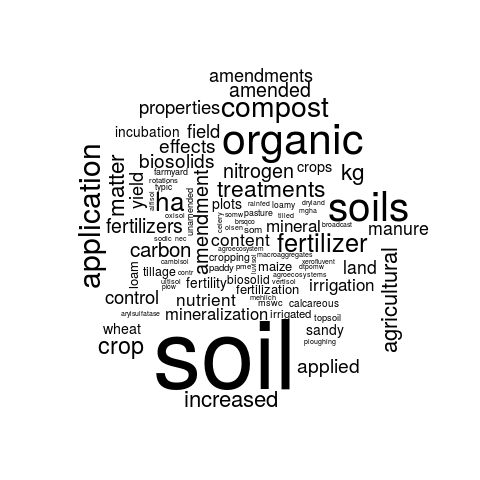 amendments
amended
properties compost
incubation field organic
effects
biosolids
farmyard
rotations
typic
nitrogen crops kg
treatments
application
matter
yield
alfisol
ha
oxisol
unamended
amendment
plots somw pasture rainfed loamy dryland
mgha
tilled
soils
fertilizers
celery
brsqco
olsen
som
mineral broadcast manure
sodic nec
content fertilizer
carbon
agroecosystem
macroaggregates
cambisol
cropping
luvisol
xerofluvent
loam
tillage contr
paddy pme maize dtpomw land
agroecosystems
ultisol
plow
fertility biosolid vertisol irrigation
agricultural
control
fertilization
nutrient mehlich
mswc calcareous
arylsulfatase mineralization irrigated topsoil
wheat
soil
sandy
crop
ploughing
applied
increased